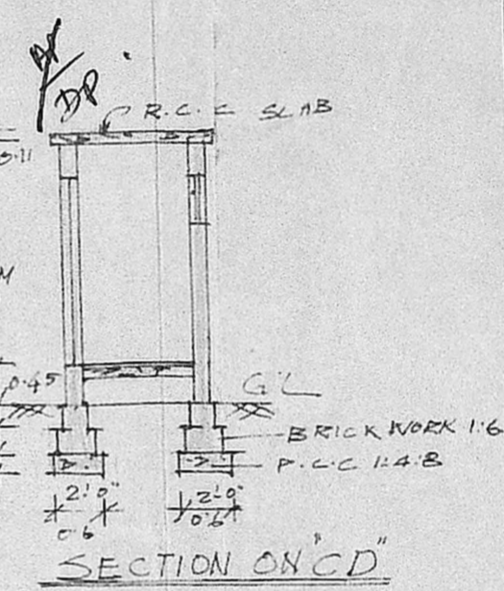 DP
R.C.C SLAB
0.45
G.L
BRICK WORK 1:6
P.C.C 1:4:8
2'.0" 2'.0"
0.6 0.6
SECTION ON "CD"